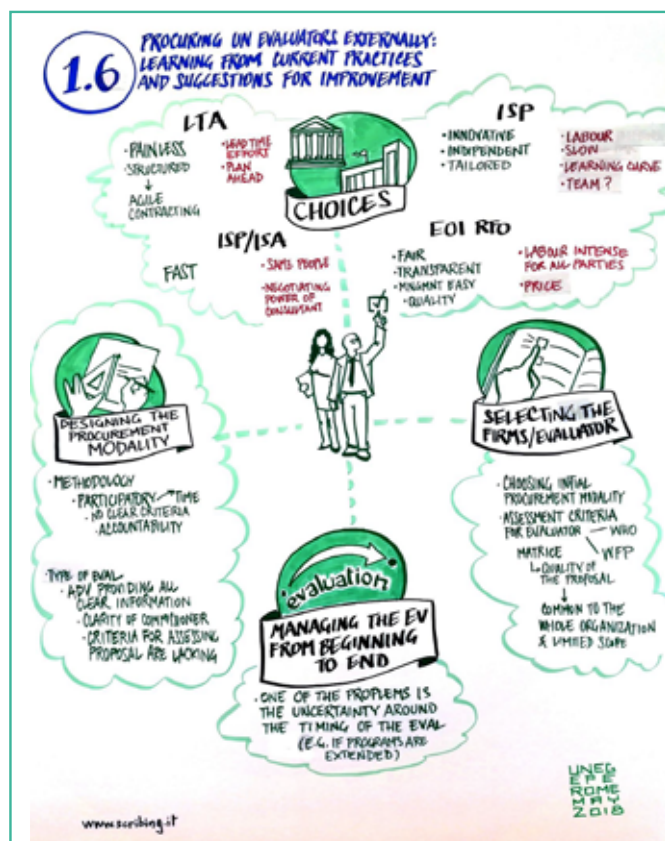 1.6
PROCURING UN EVALUATORS EXTERNALLY:
LEARNING FROM CURRENT PRACTICES
AND SUGGESTIONS FOR IMPROVEMENT
LTA
• PAINLESS
• STRUCTURED
↓
AGILE
CONTRACTING
• LEAD TIME
EFFORT
• PLAN
AHEAD
CHOICES
ISP
• INNOVATIVE
• INDEPENDENT
• TAILORED
• LABOUR
• SLOW
• LEARNING CURVE
• TEAM?
ISP/ISA
FAST
• SAME PEOPLE
• NEGOTIATING
POWER OF
CONSULTANT
EOI RFO
• FAIR
• TRANSPARENT
• MNGMNT EASY
• QUALITY
• LABOUR INTENSE
FOR ALL PARTIES
• PRICE
DESIGNING THE
PROCUREMENT
MODALITY
• METHODOLOGY
• PARTICIPATORY → TIME
• NO CLEAR CRITERIA
• ACCOUNTABILITY
• TYPE OF EVAL
• ADV PROVIDING ALL
CLEAR INFORMATION
• CLARITY OF COMMITIONER
• CRITERIA FOR ASSESSING
PROPOSAL ARE LACKING
SELECTING THE
FIRMS/EVALUATOR
• CHOOSING INITIAL
PROCUREMENT MODALITY
• ASSESSMENT CRITERIA
FOR EVALUATOR — WHO
MATRICE WFP
↳ QUALITY OF
THE PROPOSAL
↓
COMMON TO THE
WHOLE ORGANIZATION
& LIMITED SCOPE
evaluation
MANAGING THE EV
FROM BEGINNING
TO END
• ONE OF THE PROPLEMS IS
THE UNCERTAINTY AROUND
THE TIMING OF THE EVAL
(E.G. IF PROGRAMS ARE
EXTENDED)
UNEG
EPE
ROME
MAY
2018
www.scribing.it